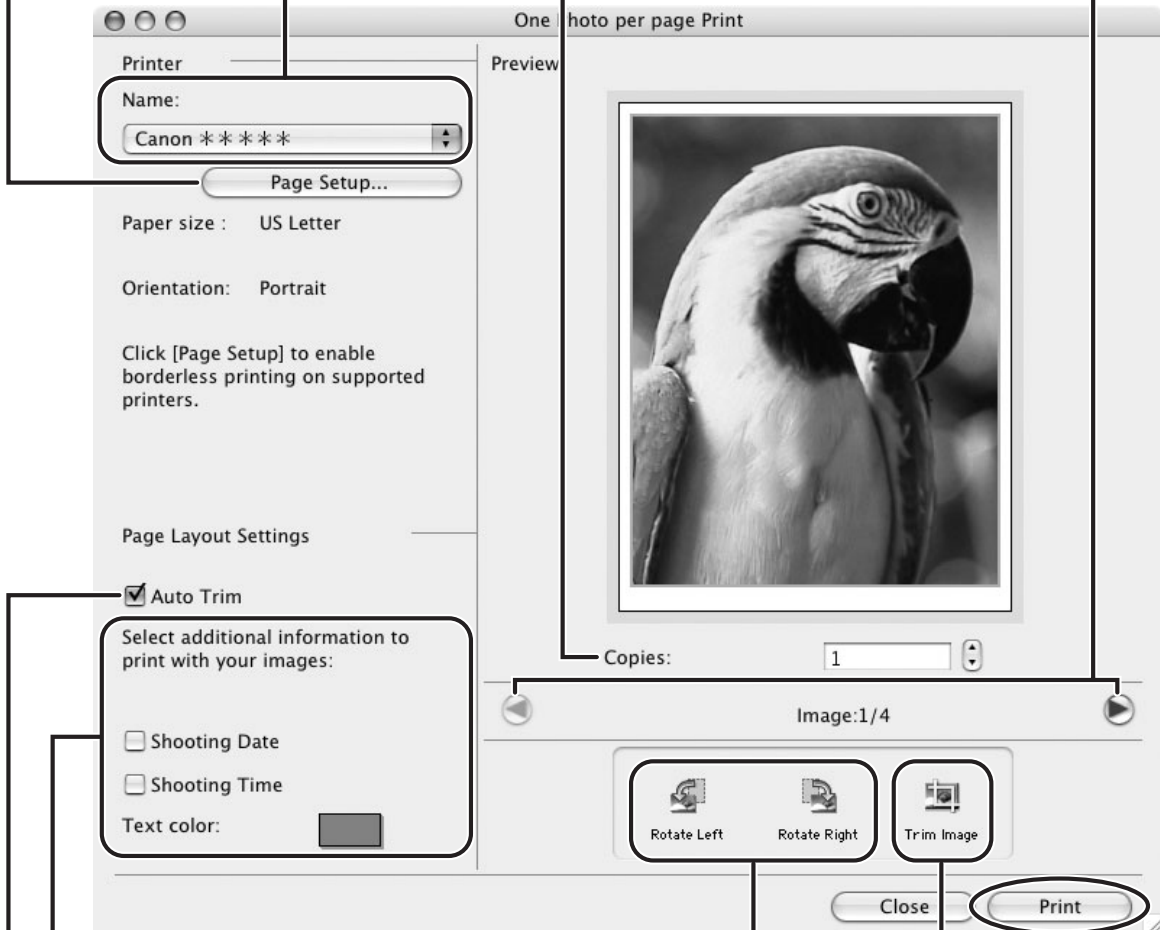 One Photo per page Print
Printer
Name:
Canon *****
Page Setup...
Paper size : US Letter
Orientation: Portrait
Click [Page Setup] to enable
borderless printing on supported
printers.
Page Layout Settings
Auto Trim
Select additional information to
print with your images:
Shooting Date
Shooting Time
Text color:
Preview
Copies: 1
Image:1/4
Rotate Left
Rotate Right
Trim Image
Close
Print